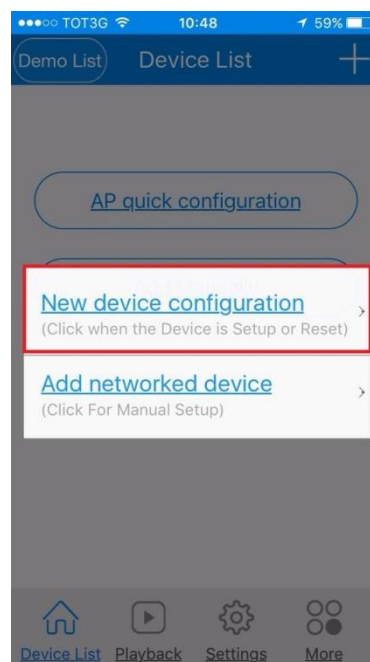 TOT3G 10:48 59%
Demo List Device List
AP quick configuration
New device configuration
(Click when the Device is Setup or Reset)
Add networked device
(Click For Manual Setup)
Device List Playback Settings More